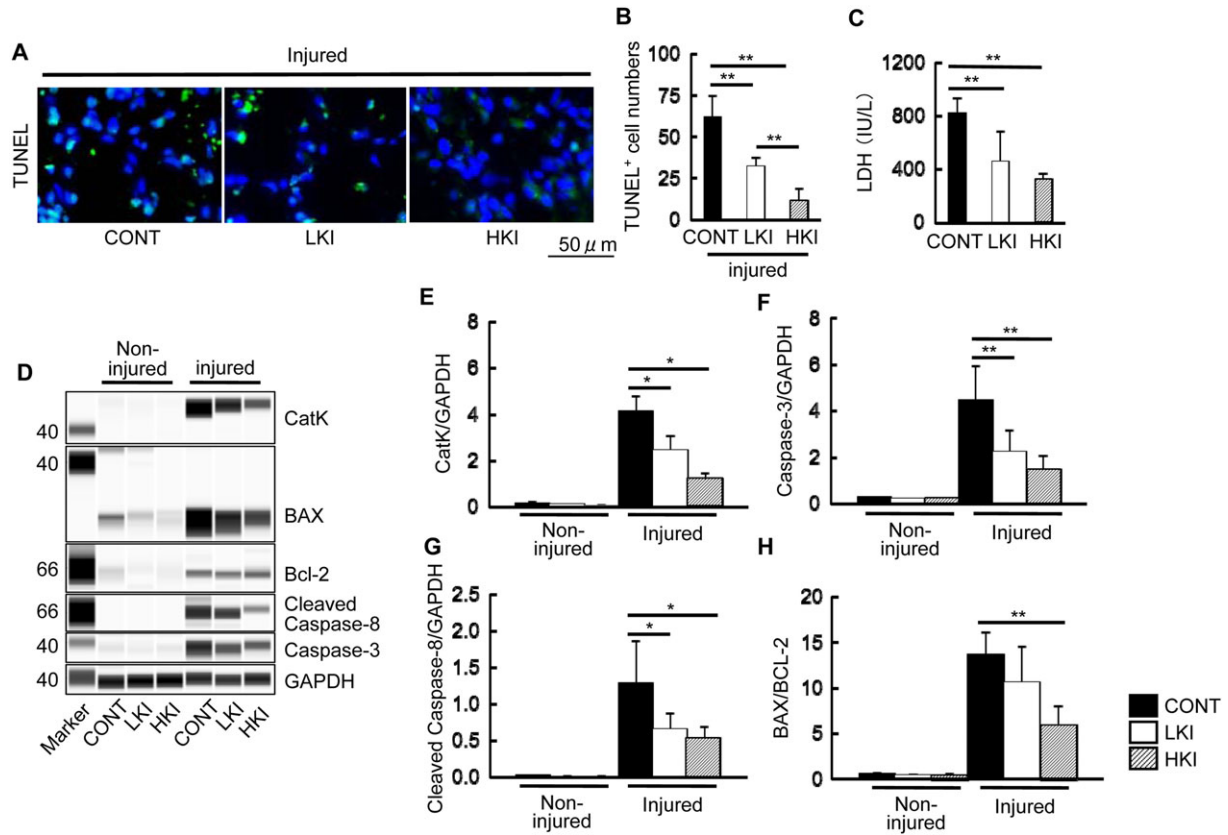 A
Injured
TUNEL
CONT
LKI
HKI
50 μ m
B
TUNEL⁺ cell numbers
100
75
50
25
0
**
**
**
CONT LKI HKI
injured
C
LDH (IU/L)
1200
800
400
0
**
**
CONT LKI HKI
D
Non-
injured
injured
40
CatK
40
BAX
66
Bcl-2
66
Cleaved
Caspase-8
40
Caspase-3
40
GAPDH
Marker
CONT
LKI
HKI
CONT
LKI
HKI
E
CatK/GAPDH
8
6
4
2
0
*
*
Non-
injured
Injured
F
Caspase-3/GAPDH
8
6
4
2
0
**
**
Non-
injured
Injured
G
Cleaved Caspase-8/GAPDH
2.5
2.0
1.5
1.0
0.5
0.0
*
*
Non-
injured
Injured
H
BAX/BCL-2
20
15
10
5
0
**
Non-
injured
Injured
CONT
LKI
HKI